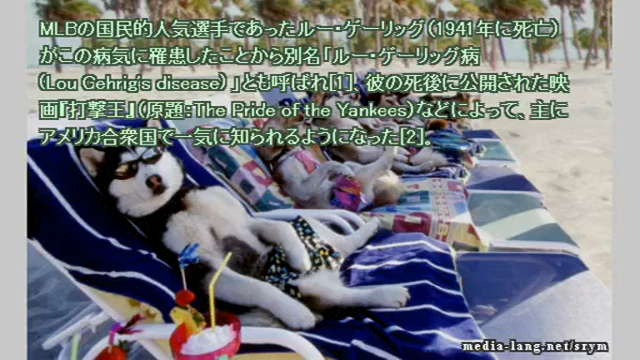 MLBの国民的人気選手であったルー・ゲーリッグ（1941年に死亡）
がこの病気に罹患したことから別名「ルー・ゲーリッグ病
（Lou Gehrig's disease）」とも呼ばれ[1]、彼の死後に公開された映
画『打撃王』（原題：The Pride of the Yankees）などによって、主に
アメリカ合衆国で一気に知られるようになった[2]。
media-lang.net/srym